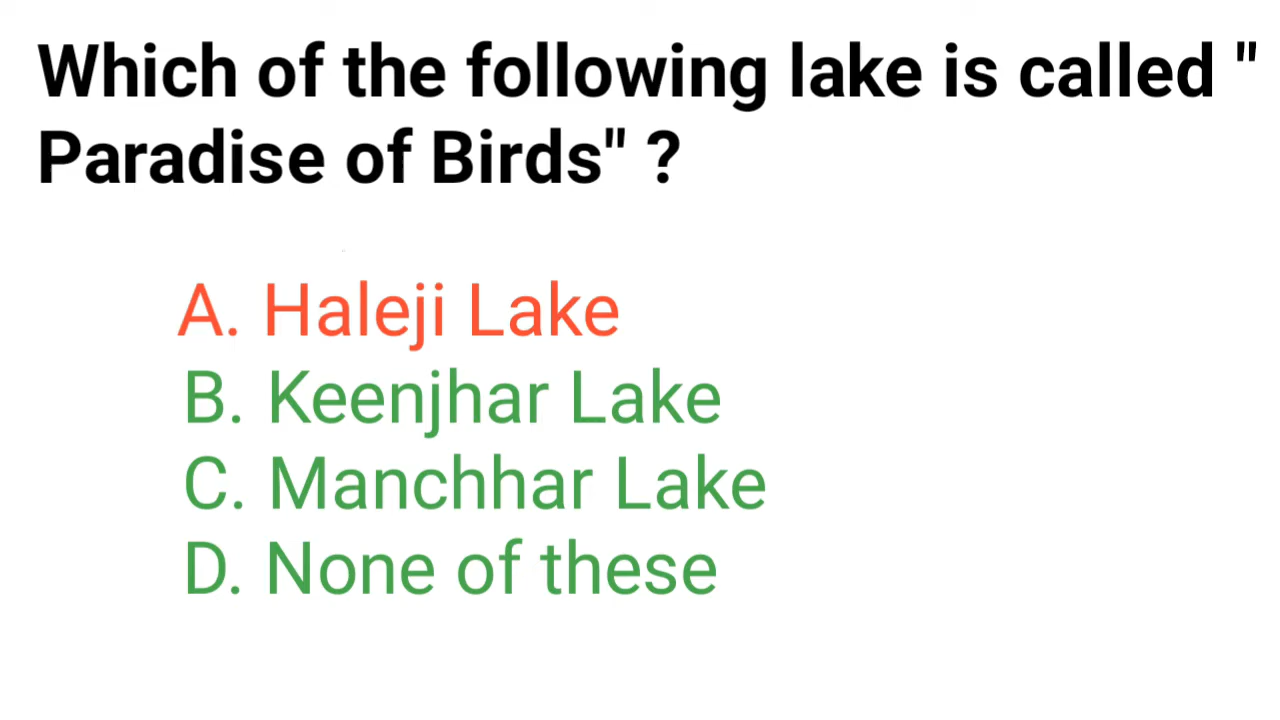 Which of the following lake is called "
Paradise of Birds" ?
A. Haleji Lake
B. Keenjhar Lake
C. Manchhar Lake
D. None of these